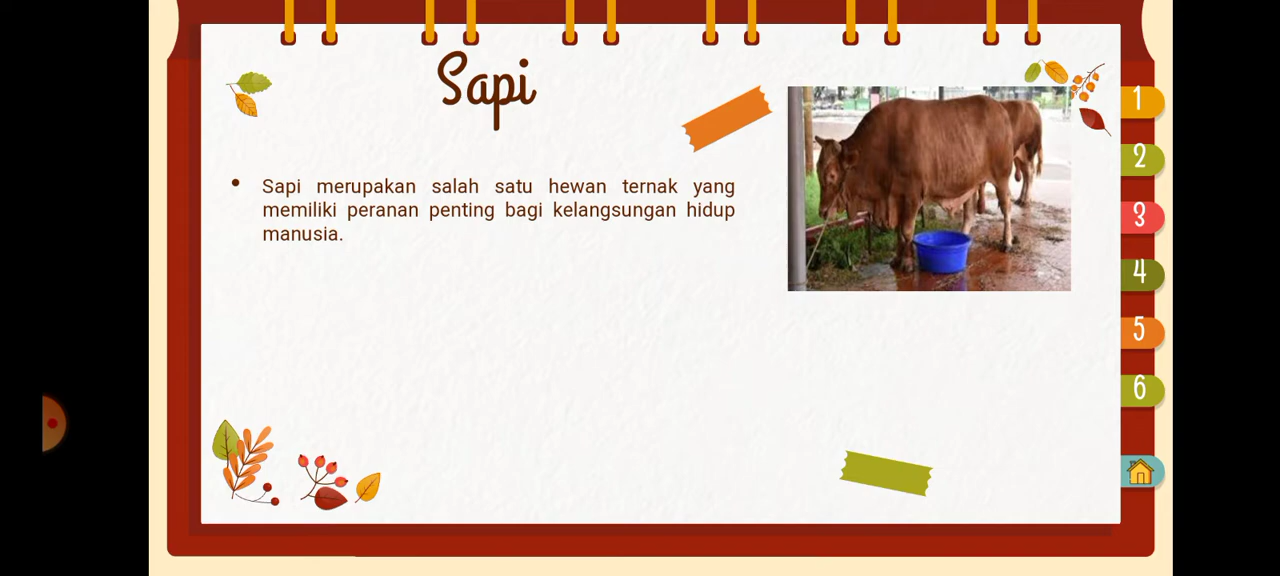 Sapi
• Sapi merupakan salah satu hewan ternak yang
memiliki peranan penting bagi kelangsungan hidup
manusia.
1
2
3
4
5
6